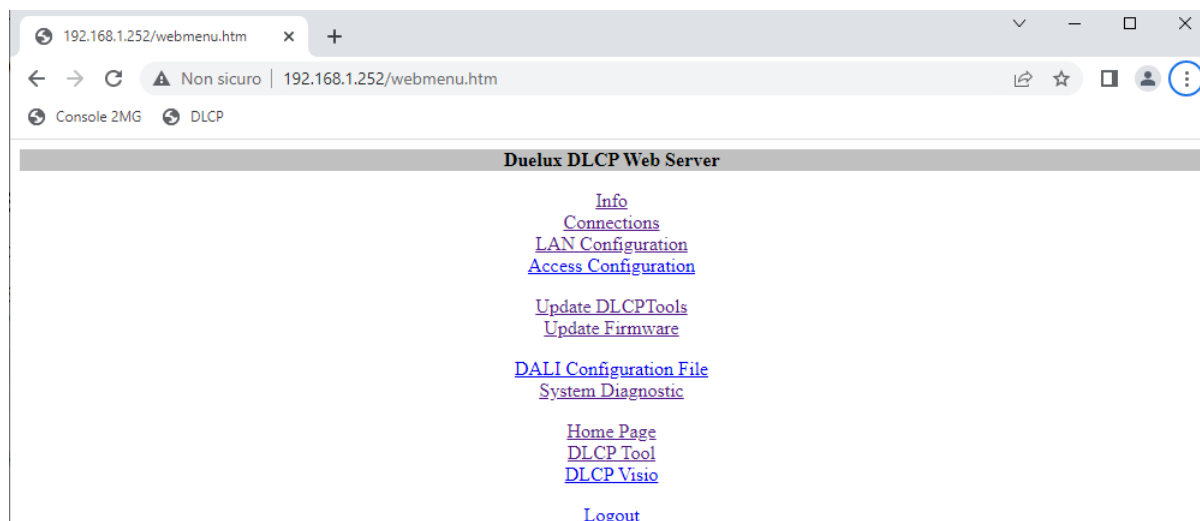 192.168.1.252/webmenu.htm
Non sicuro | 192.168.1.252/webmenu.htm
Console 2MG DLCP
Duelux DLCP Web Server
Info
Connections
LAN Configuration
Access Configuration
Update DLCPTools
Update Firmware
DALI Configuration File
System Diagnostic
Home Page
DLCP Tool
DLCP Visio
Logout